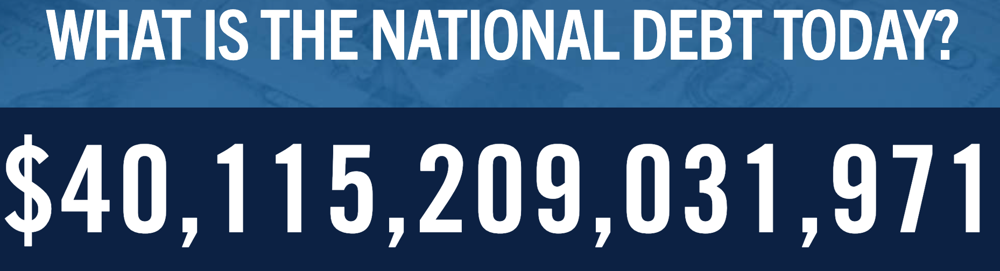 WHAT IS THE NATIONAL DEBT TODAY?
$40,115,209,031,971